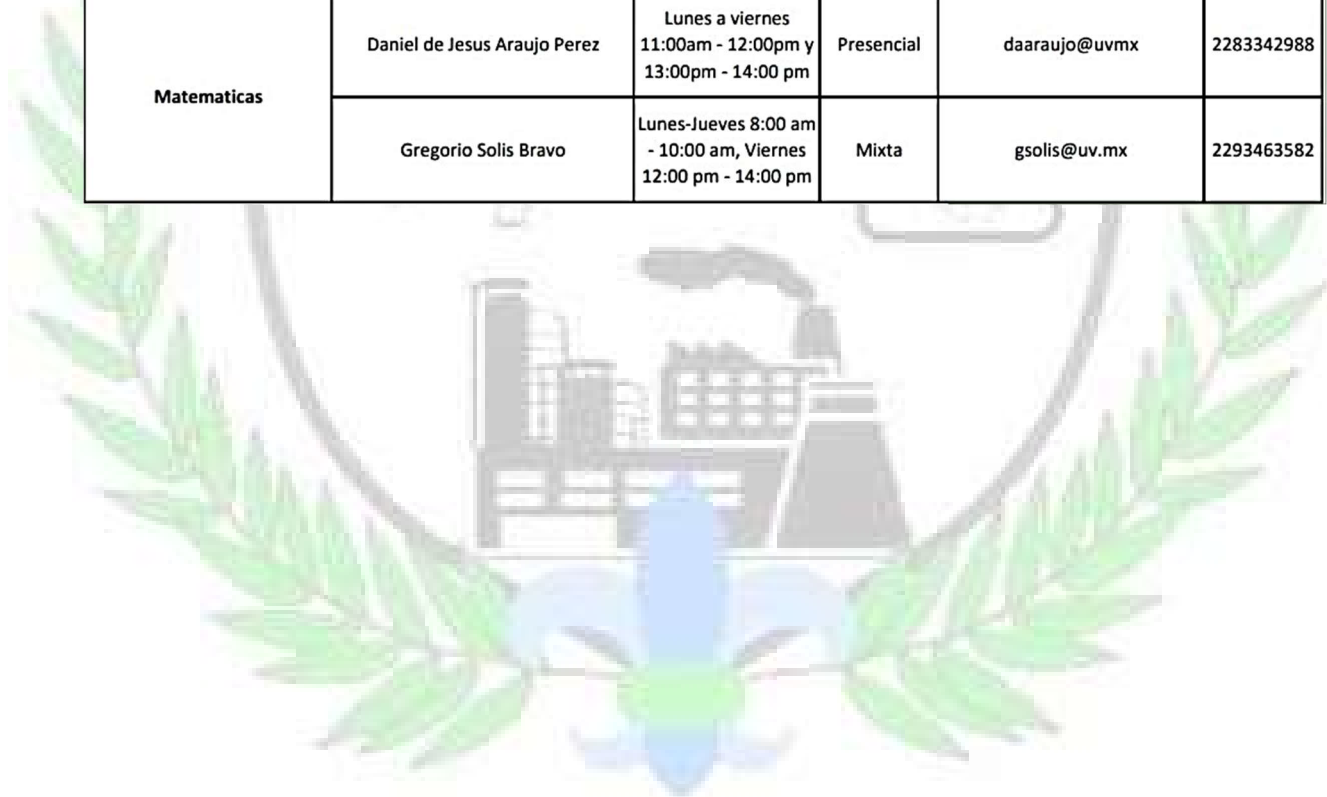 Matematicas
Daniel de Jesus Araujo Perez
Lunes a viernes
11:00am - 12:00pm y
13:00pm - 14:00 pm
Presencial
daaraujo@uvmx
2283342988
Gregorio Solis Bravo
Lunes-Jueves 8:00 am
- 10:00 am, Viernes
12:00 pm - 14:00 pm
Mixta
gsolis@uv.mx
2293463582